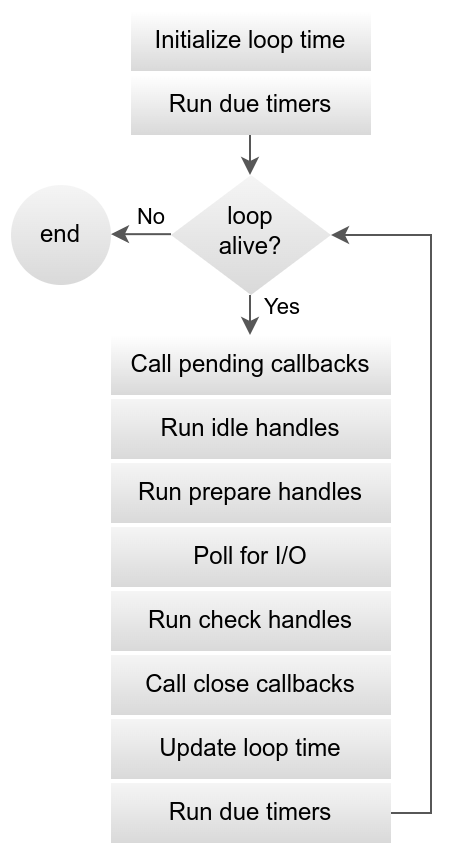 Initialize loop time
Run due timers
loop
alive?
No
end
Yes
Call pending callbacks
Run idle handles
Run prepare handles
Poll for I/O
Run check handles
Call close callbacks
Update loop time
Run due timers